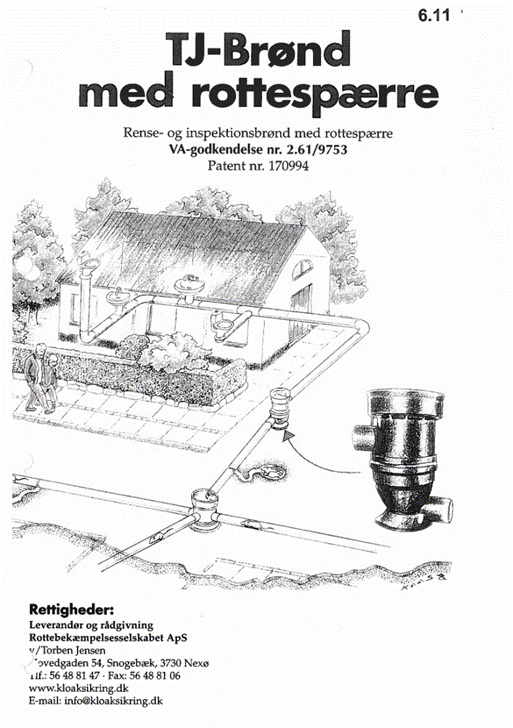 6.11
TJ-Brønd
med rottespærre
Rense- og inspektionsbrønd med rottespærre
VA-godkendelse nr. 2.61/9753
Patent nr. 170994
Rettigheder:
Leverandør og rådgivning
Rottebekæmpelsesselskabet ApS
v/Torben Jensen
ovedgaden 54, Snogebæk, 3730 Nexø
lf.: 56 48 81 47 · Fax: 56 48 81 06
www.kloaksikring.dk
E-mail: info@kloaksikring.dk